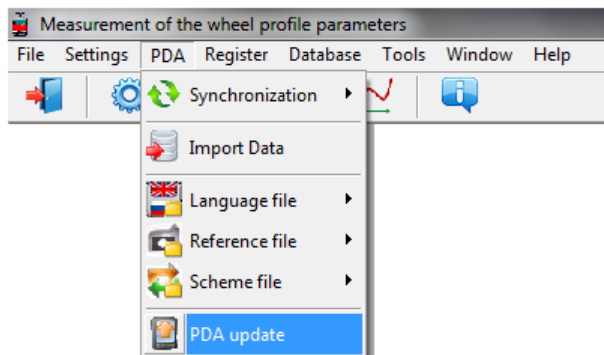 Measurement of the wheel profile parameters
File Settings PDA Register Database Tools Window Help
Synchronization
Import Data
Language file
Reference file
Scheme file
PDA update